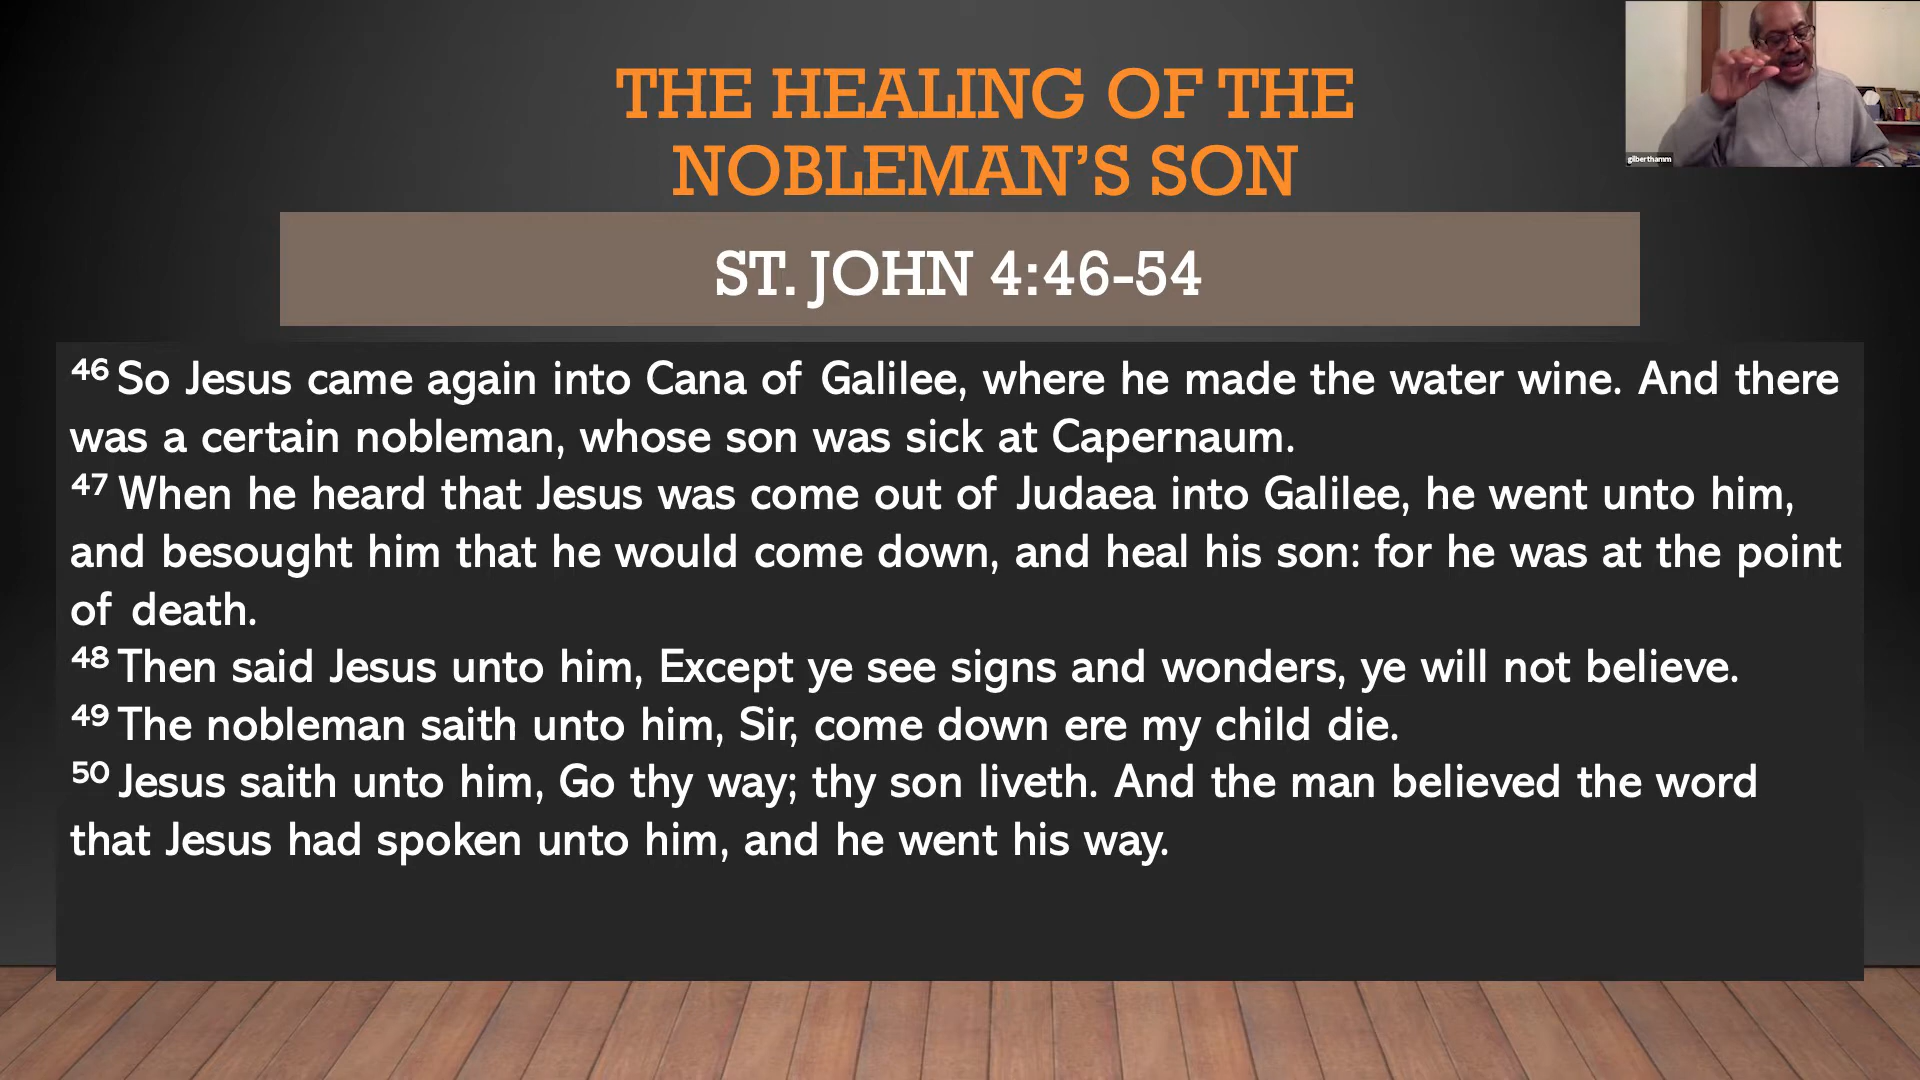 THE HEALING OF THE
NOBLEMAN’S SON
ST. JOHN 4:46-54
46 So Jesus came again into Cana of Galilee, where he made the water wine. And there
was a certain nobleman, whose son was sick at Capernaum.
47 When he heard that Jesus was come out of Judaea into Galilee, he went unto him,
and besought him that he would come down, and heal his son: for he was at the point
of death.
48 Then said Jesus unto him, Except ye see signs and wonders, ye will not believe.
49 The nobleman saith unto him, Sir, come down ere my child die.
50 Jesus saith unto him, Go thy way; thy son liveth. And the man believed the word
that Jesus had spoken unto him, and he went his way.
gilberthamm